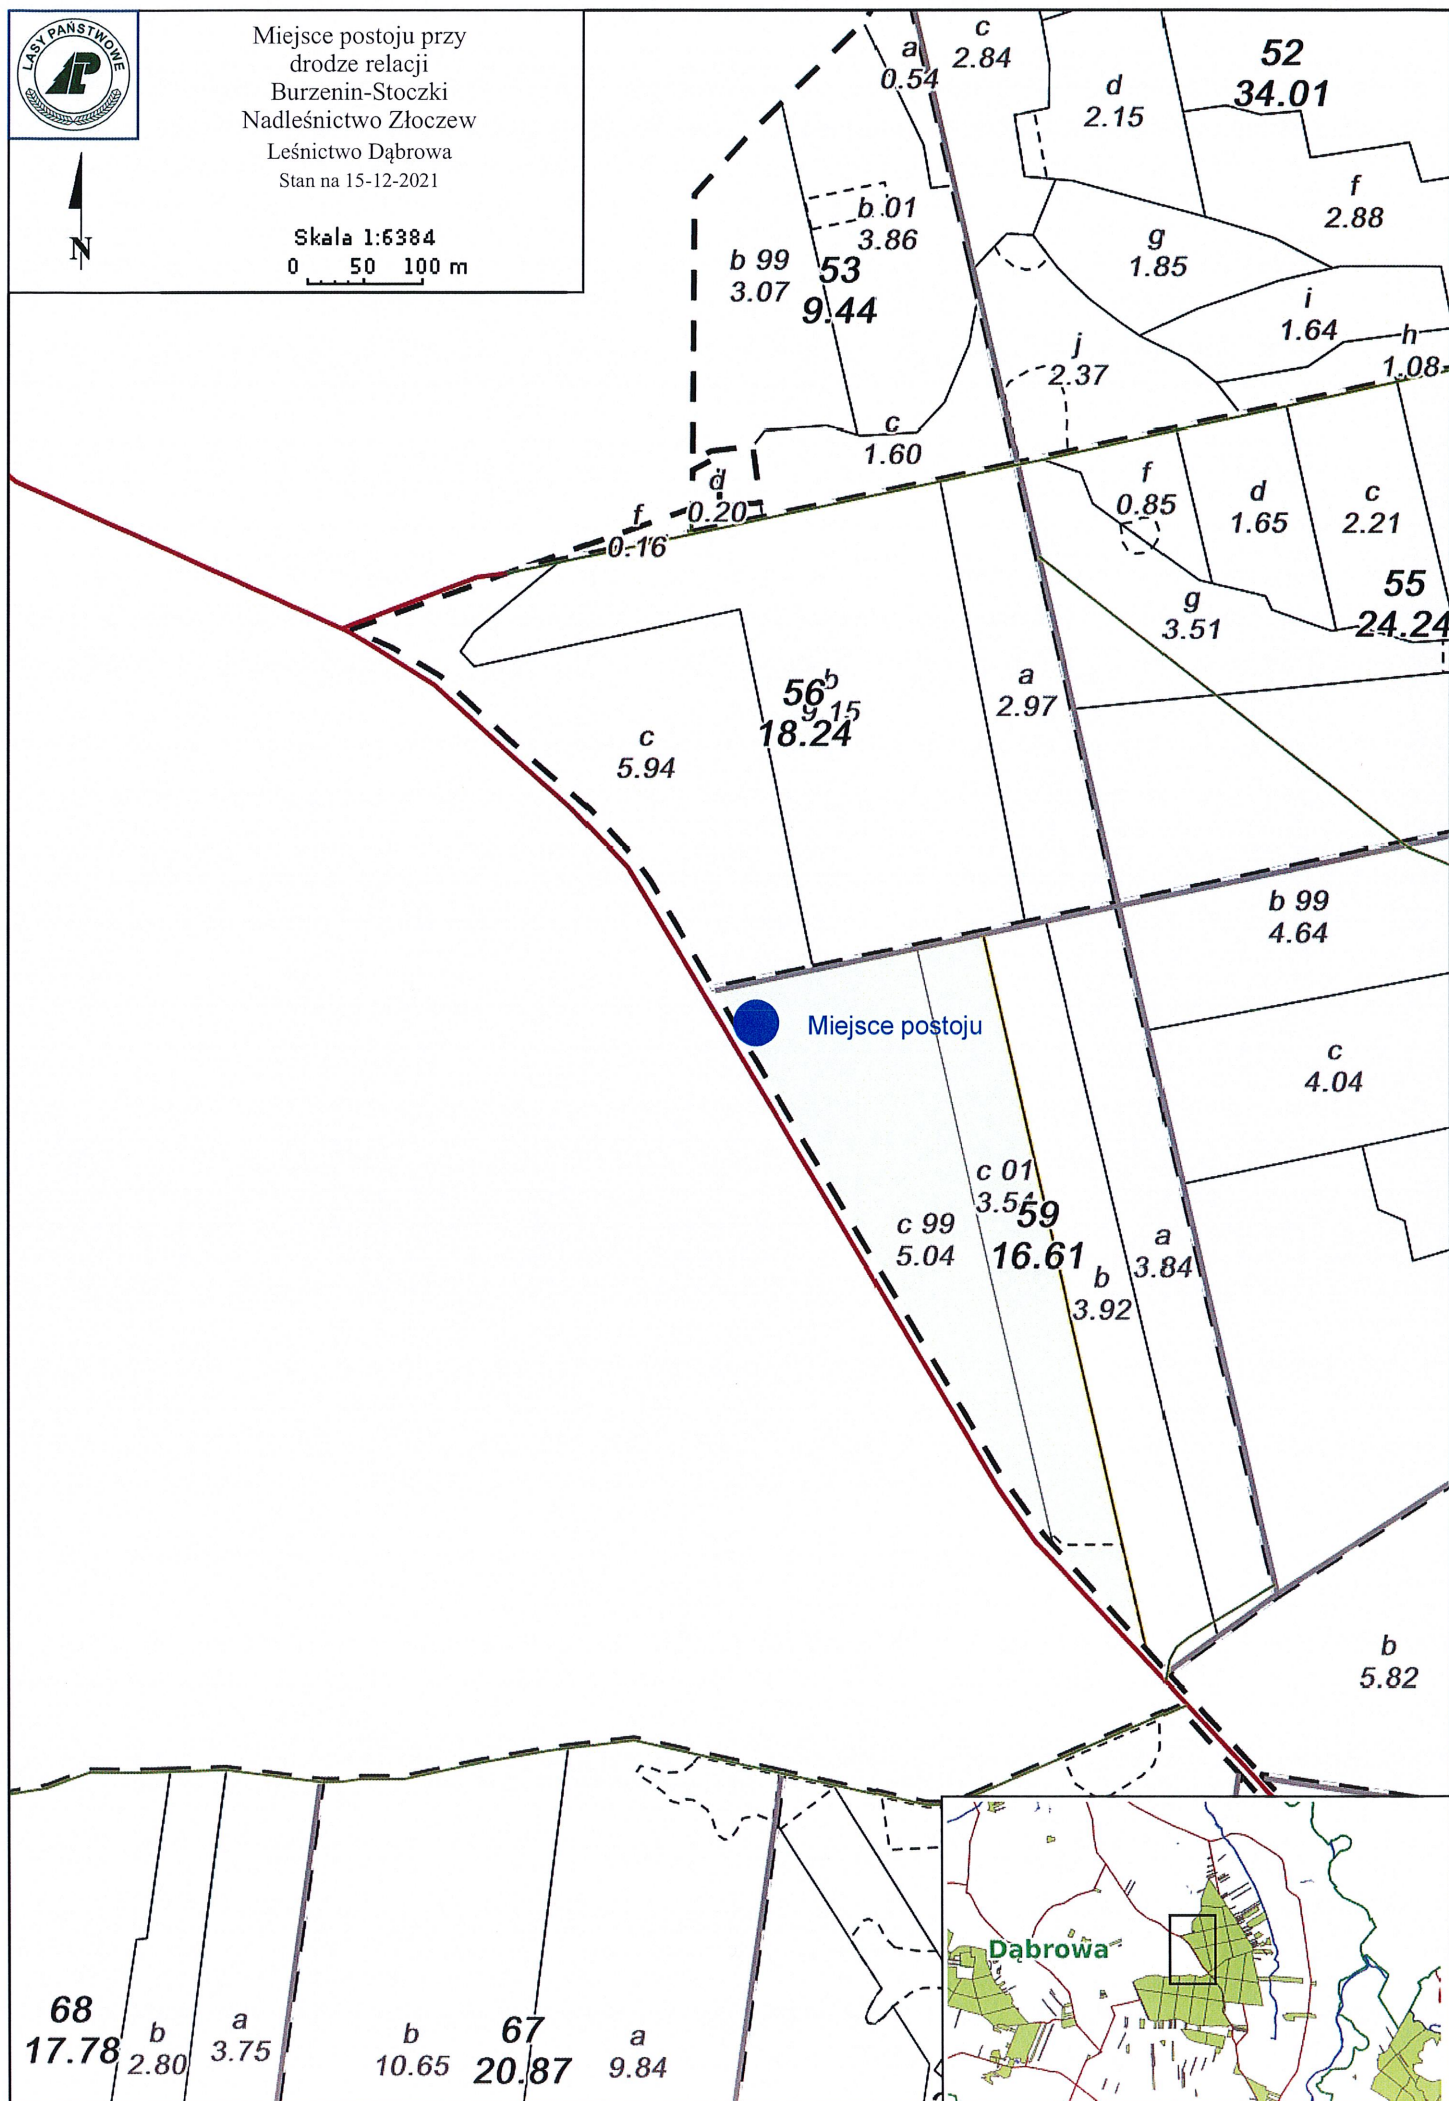 LASY PAŃSTWOWE
Miejsce postoju przy
drodze relacji
Burzenin-Stoczki
Nadleśnictwo Złoczew
Leśnictwo Dąbrowa
Stan na 15-12-2021
N
Skala 1:6384
0 50 100 m
a
0.54
c
2.84
52
34.01
d
2.15
f
2.88
b 01
3.86
b 99
3.07
53
9.44
g
1.85
i
1.64
h
1.08
j
2.37
c
1.60
d
0.20
f
0.16
f
0.85
d
1.65
c
2.21
55
24.24
g
3.51
a
2.97
56
18.24
b
9.15
c
5.94
b 99
4.64
Miejsce postoju
c
4.04
c 01
3.54
59
16.61
c 99
5.04
a
3.84
b
3.92
b
5.82
68
17.78
b
2.80
a
3.75
b
10.65
67
20.87
a
9.84
Dąbrowa